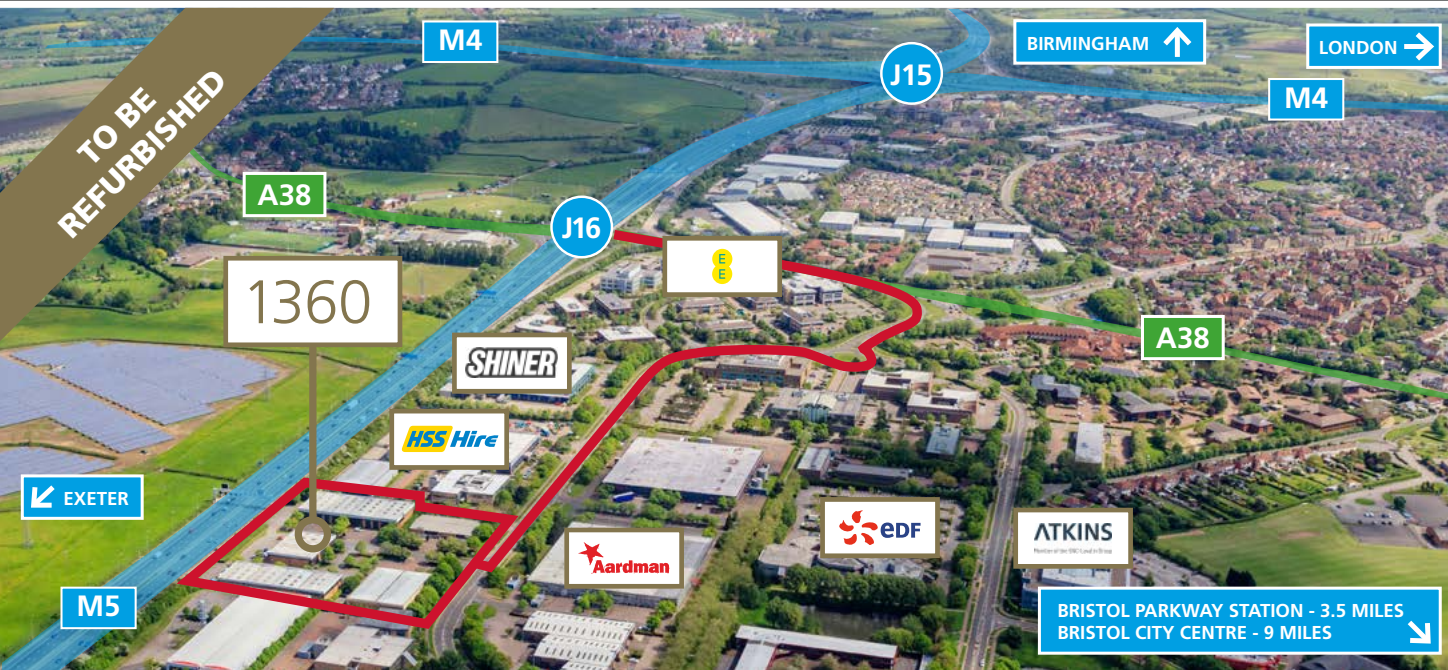 TO BE
REFURBISHED
M4
J15
BIRMINGHAM
LONDON
M4
A38
J16
E
E
1360
A38
SHINER
HSS Hire
EXETER
Aardman
eDF
ATKINS
Member of the SNC-Lavalin Group
M5
BRISTOL PARKWAY STATION - 3.5 MILES
BRISTOL CITY CENTRE - 9 MILES